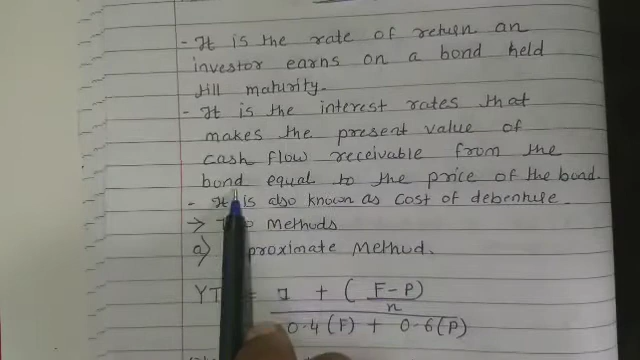 - It is the rate of return an
investor earns on a bond held
till maturity.
- It is the interest rates that
makes the present value of
cash flow receivable from the
bond equal to the price of the bond.
- It is also known as cost of debenture.
→ Methods
a) proximate Method.
YT = I + (F-P)
n
0.4(F) + 0.6(P)